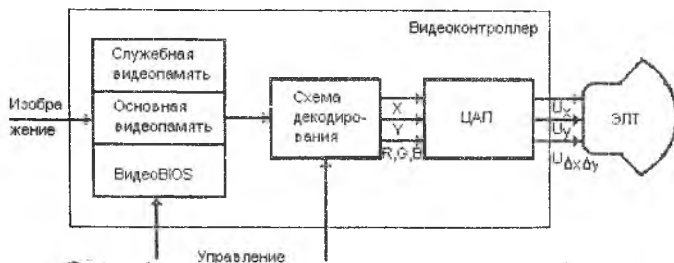 Видеоконтроллер
Служебная
видеопамять
Изобра
жение
Основная
видеопамять
ВидеоBIOS
Схема
декодиро-
вания
X
Y
R,G,B
ЦАП
Ux
Uy
UΔxΔy
ЭЛТ
Управление